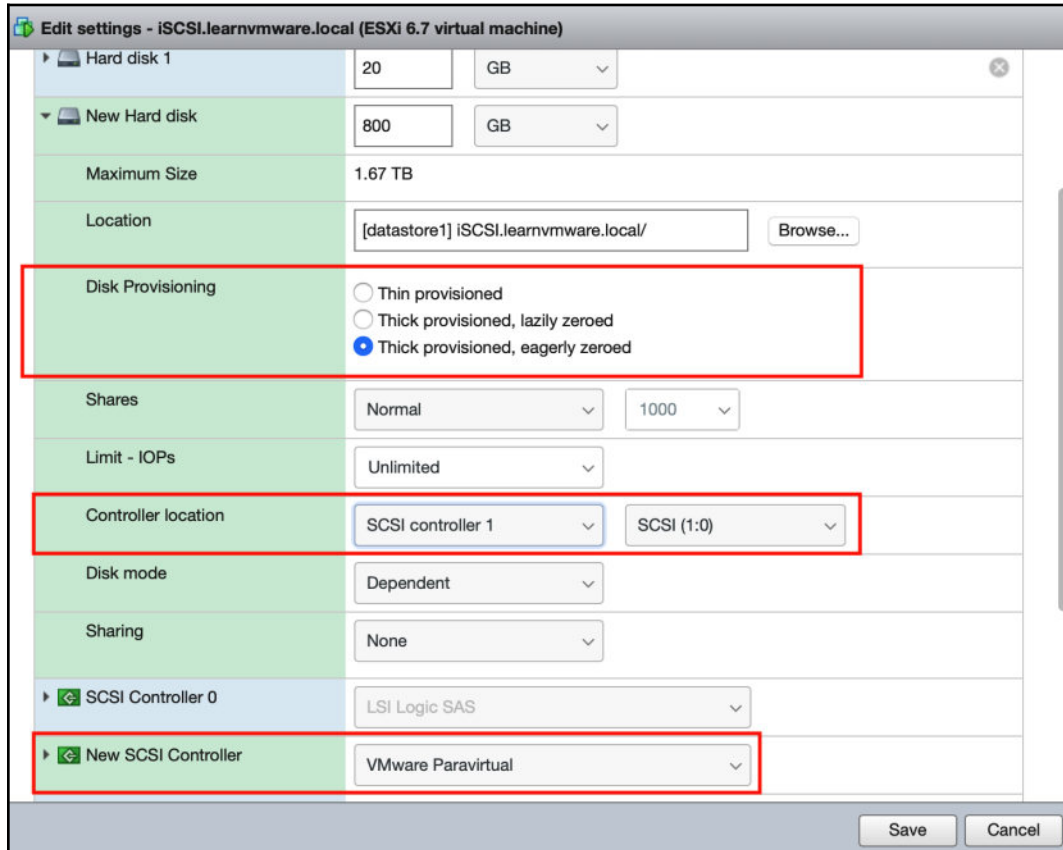 Edit settings - iSCSI.learnvmware.local (ESXi 6.7 virtual machine)
Hard disk 1 20 GB
New Hard disk 800 GB
Maximum Size 1.67 TB
Location [datastore1] iSCSI.learnvmware.local/ Browse...
Disk Provisioning Thin provisioned
Thick provisioned, lazily zeroed
Thick provisioned, eagerly zeroed
Shares Normal 1000
Limit - IOPs Unlimited
Controller location SCSI controller 1 SCSI (1:0)
Disk mode Dependent
Sharing None
SCSI Controller 0 LSI Logic SAS
New SCSI Controller VMware Paravirtual
Save Cancel